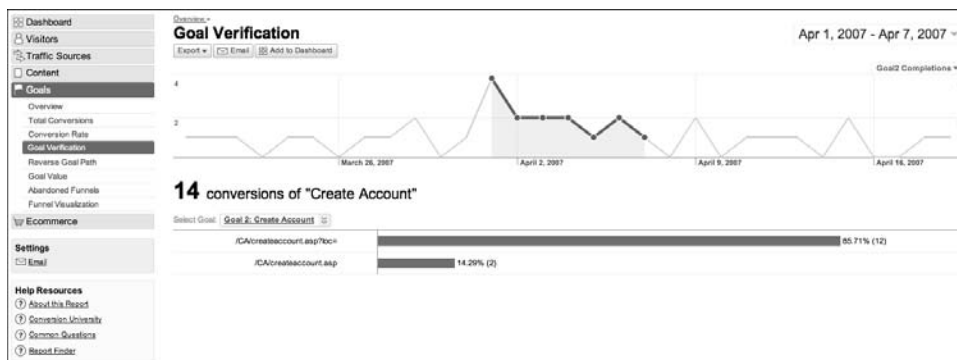 Dashboard
Visitors
Traffic Sources
Content
Goals
Overview
Total Conversions
Conversion Rate
Goal Verification
Reverse Goal Path
Goal Value
Abandoned Funnels
Funnel Visualization
Ecommerce
Settings
Email
Help Resources
About this Report
Conversion University
Common Questions
Report Finder
Overview »
Goal Verification
Apr 1, 2007 - Apr 7, 2007
Export Email Add to Dashboard
Goal2 Completions
4
2
March 26, 2007 April 2, 2007 April 9, 2007 April 16, 2007
14 conversions of "Create Account"
Select Goal: Goal 2: Create Account
/CA/createaccount.asp?loc= 85.71% (12)
/CA/createaccount.asp 14.29% (2)